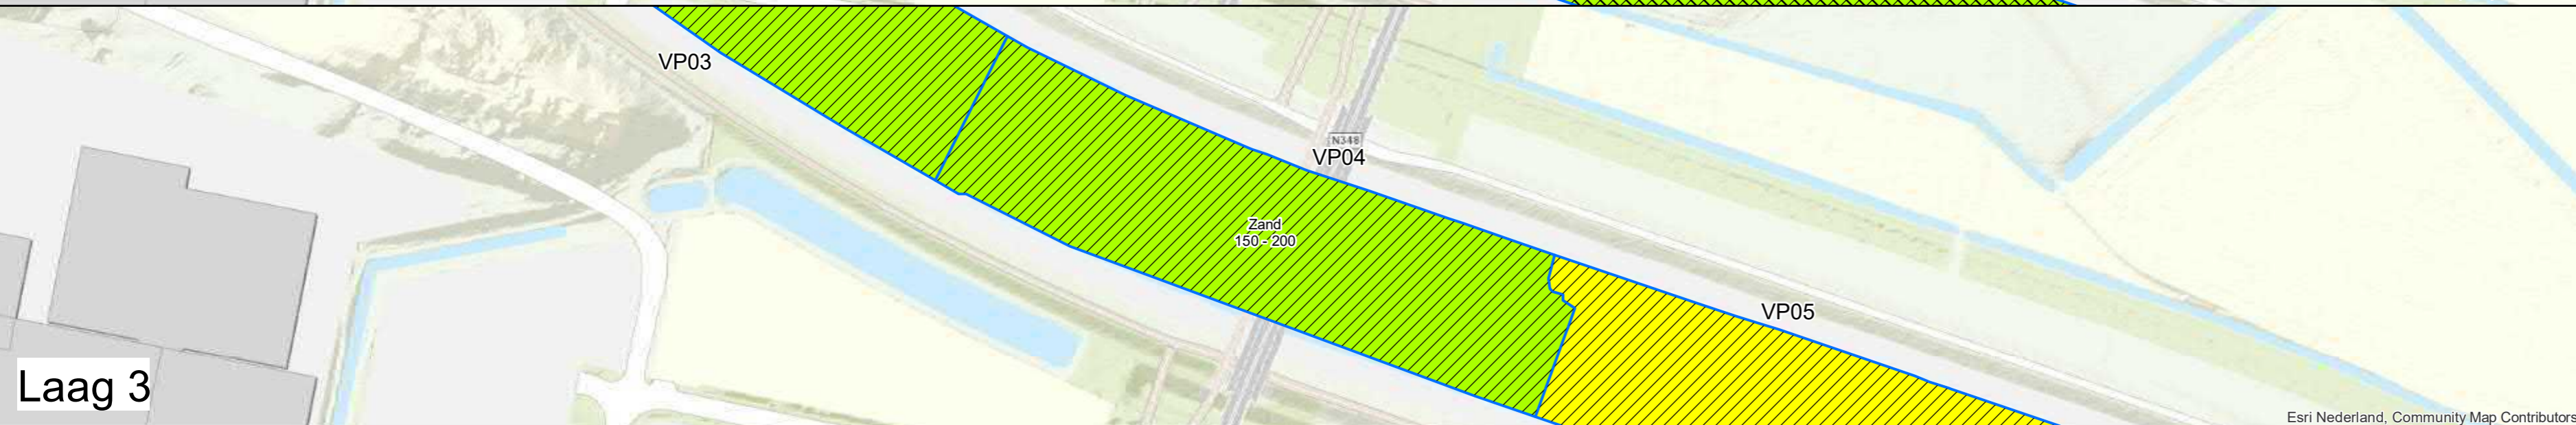 VP03
N348
VP04
Zand
150 - 200
VP05
Laag 3
Esri Nederland, Community Map Contributors